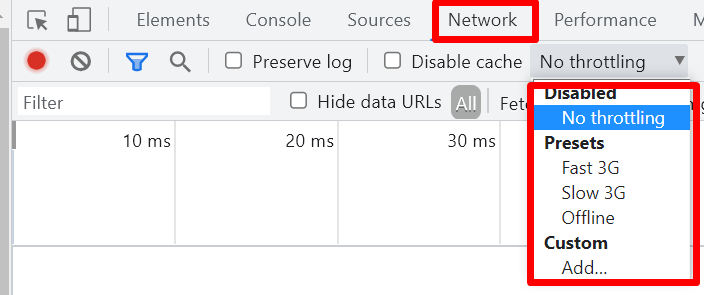 Elements Console Sources Network Performance M
Preserve log Disable cache No throttling
Filter Hide data URLs All Fet
Disabled
No throttling
10 ms 20 ms 30 ms
Presets
Fast 3G
Slow 3G
Offline
Custom
Add...